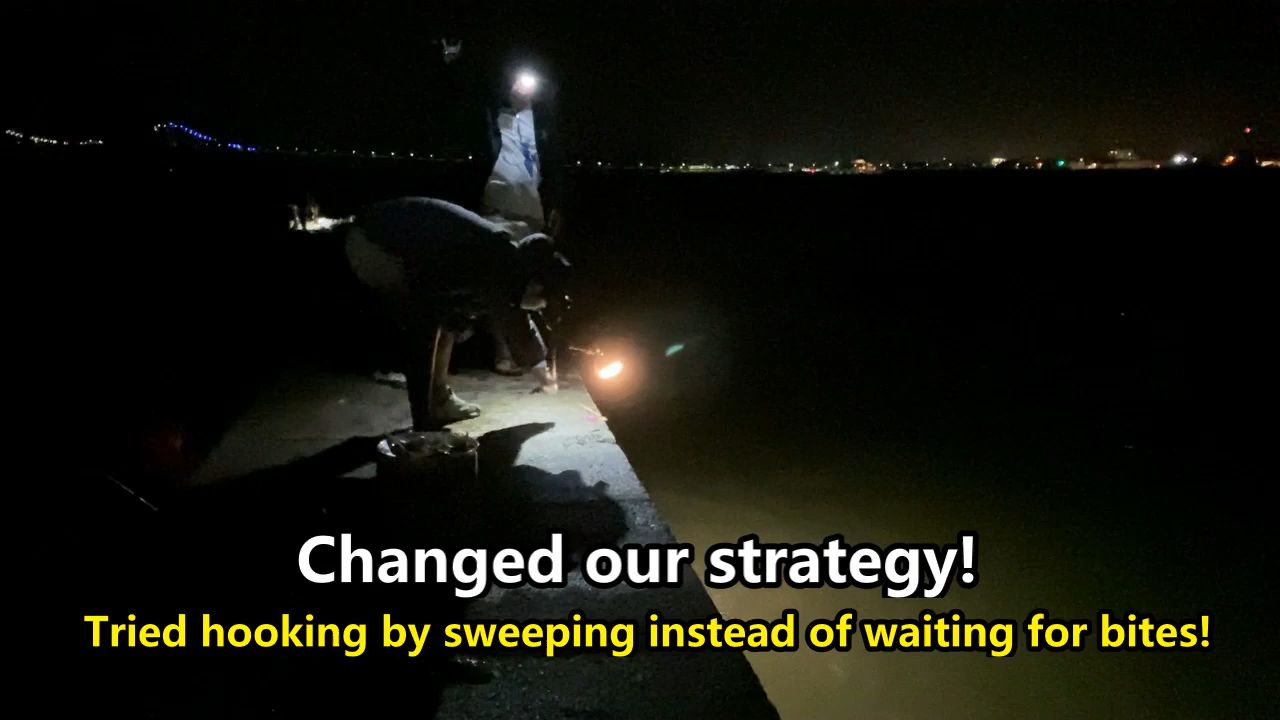 Changed our strategy!
Tried hooking by sweeping instead of waiting for bites!